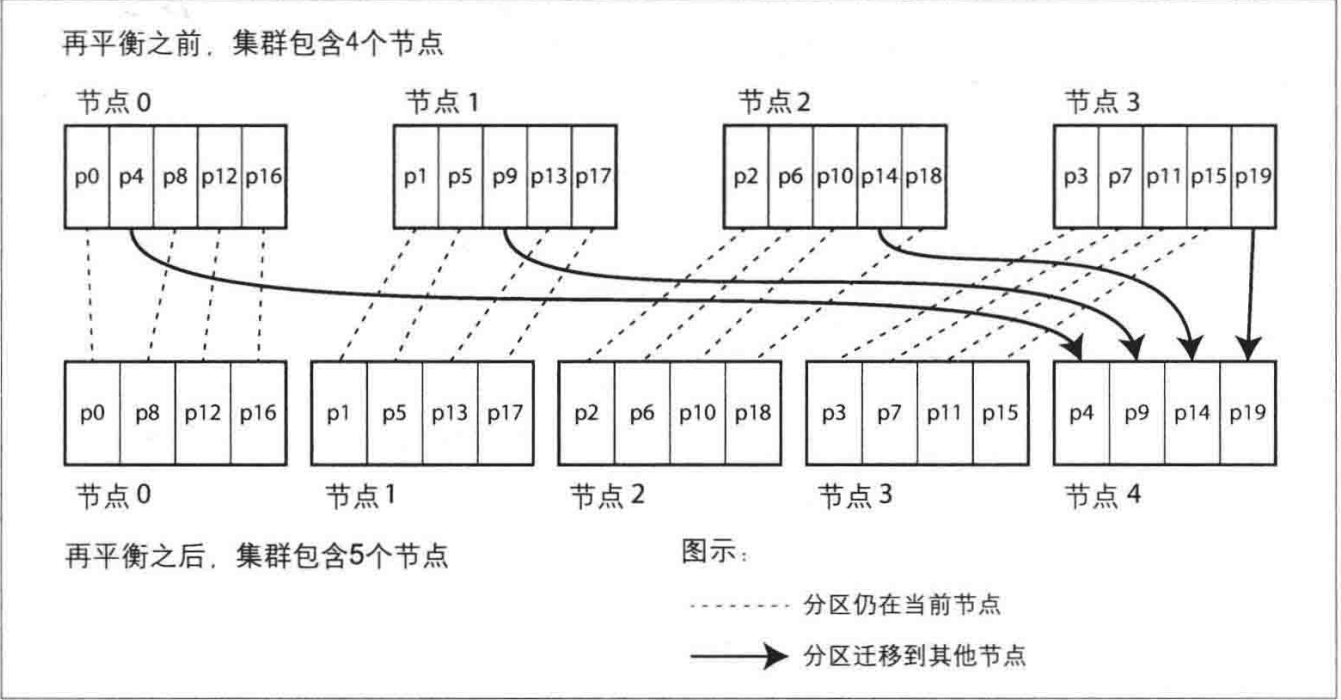 再平衡之前，集群包含4个节点
节点0 节点1 节点2 节点3
p0 p4 p8 p12 p16 p1 p5 p9 p13 p17 p2 p6 p10 p14 p18 p3 p7 p11 p15 p19
p0 p8 p12 p16 p1 p5 p13 p17 p2 p6 p10 p18 p3 p7 p11 p15 p4 p9 p14 p19
节点0 节点1 节点2 节点3 节点4
再平衡之后，集群包含5个节点
图示：
分区仍在当前节点
分区迁移到其他节点